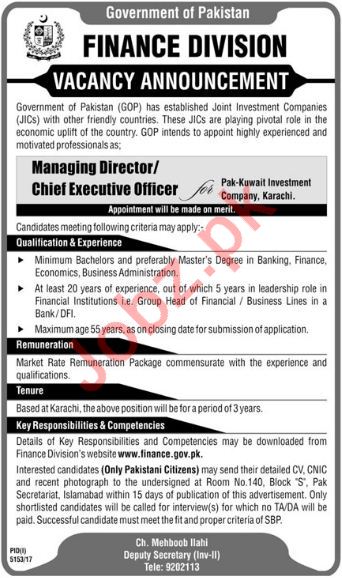 Government of Pakistan
FINANCE DIVISION
VACANCY ANNOUNCEMENT
Government of Pakistan (GOP) has established Joint Investment Companies
(JICs) with other friendly countries. These JICs are playing pivotal role in the
economic uplift of the country. GOP intends to appoint highly experienced and
motivated professionals as;
Managing Director/
Chief Executive Officer
for
Pak-Kuwait Investment
Company, Karachi.
Appointment will be made on merit.
Candidates meeting following criteria may apply:-
Qualification & Experience
Minimum Bachelors and preferably Master's Degree in Banking, Finance,
Economics, Business Administration.
At least 20 years of experience, out of which 5 years in leadership role in
Financial Institutions i.e. Group Head of Financial / Business Lines in a
Bank / DFI.
Maximum age 55 years, as on closing date for submission of application.
Remuneration
Market Rate Remuneration Package commensurate with the experience and
qualifications.
Tenure
Based at Karachi, the above position will be for a period of 3 years.
Key Responsibilities & Competencies
Details of Key Responsibilities and Competencies may be downloaded from
Finance Division's website www.finance.gov.pk.
Interested candidates (Only Pakistani Citizens) may send their detailed CV, CNIC
and recent photograph to the undersigned at Room No.140, Block "S", Pak
Secretariat, Islamabad within 15 days of publication of this advertisement. Only
shortlisted candidates will be called for interview(s) for which no TA/DA will be
paid. Successful candidate must meet the fit and proper criteria of SBP.
Ch. Mehboob Ilahi
Deputy Secretary (Inv-II)
Tele: 9202113
PID(I)
5153/17
Jobz.pk